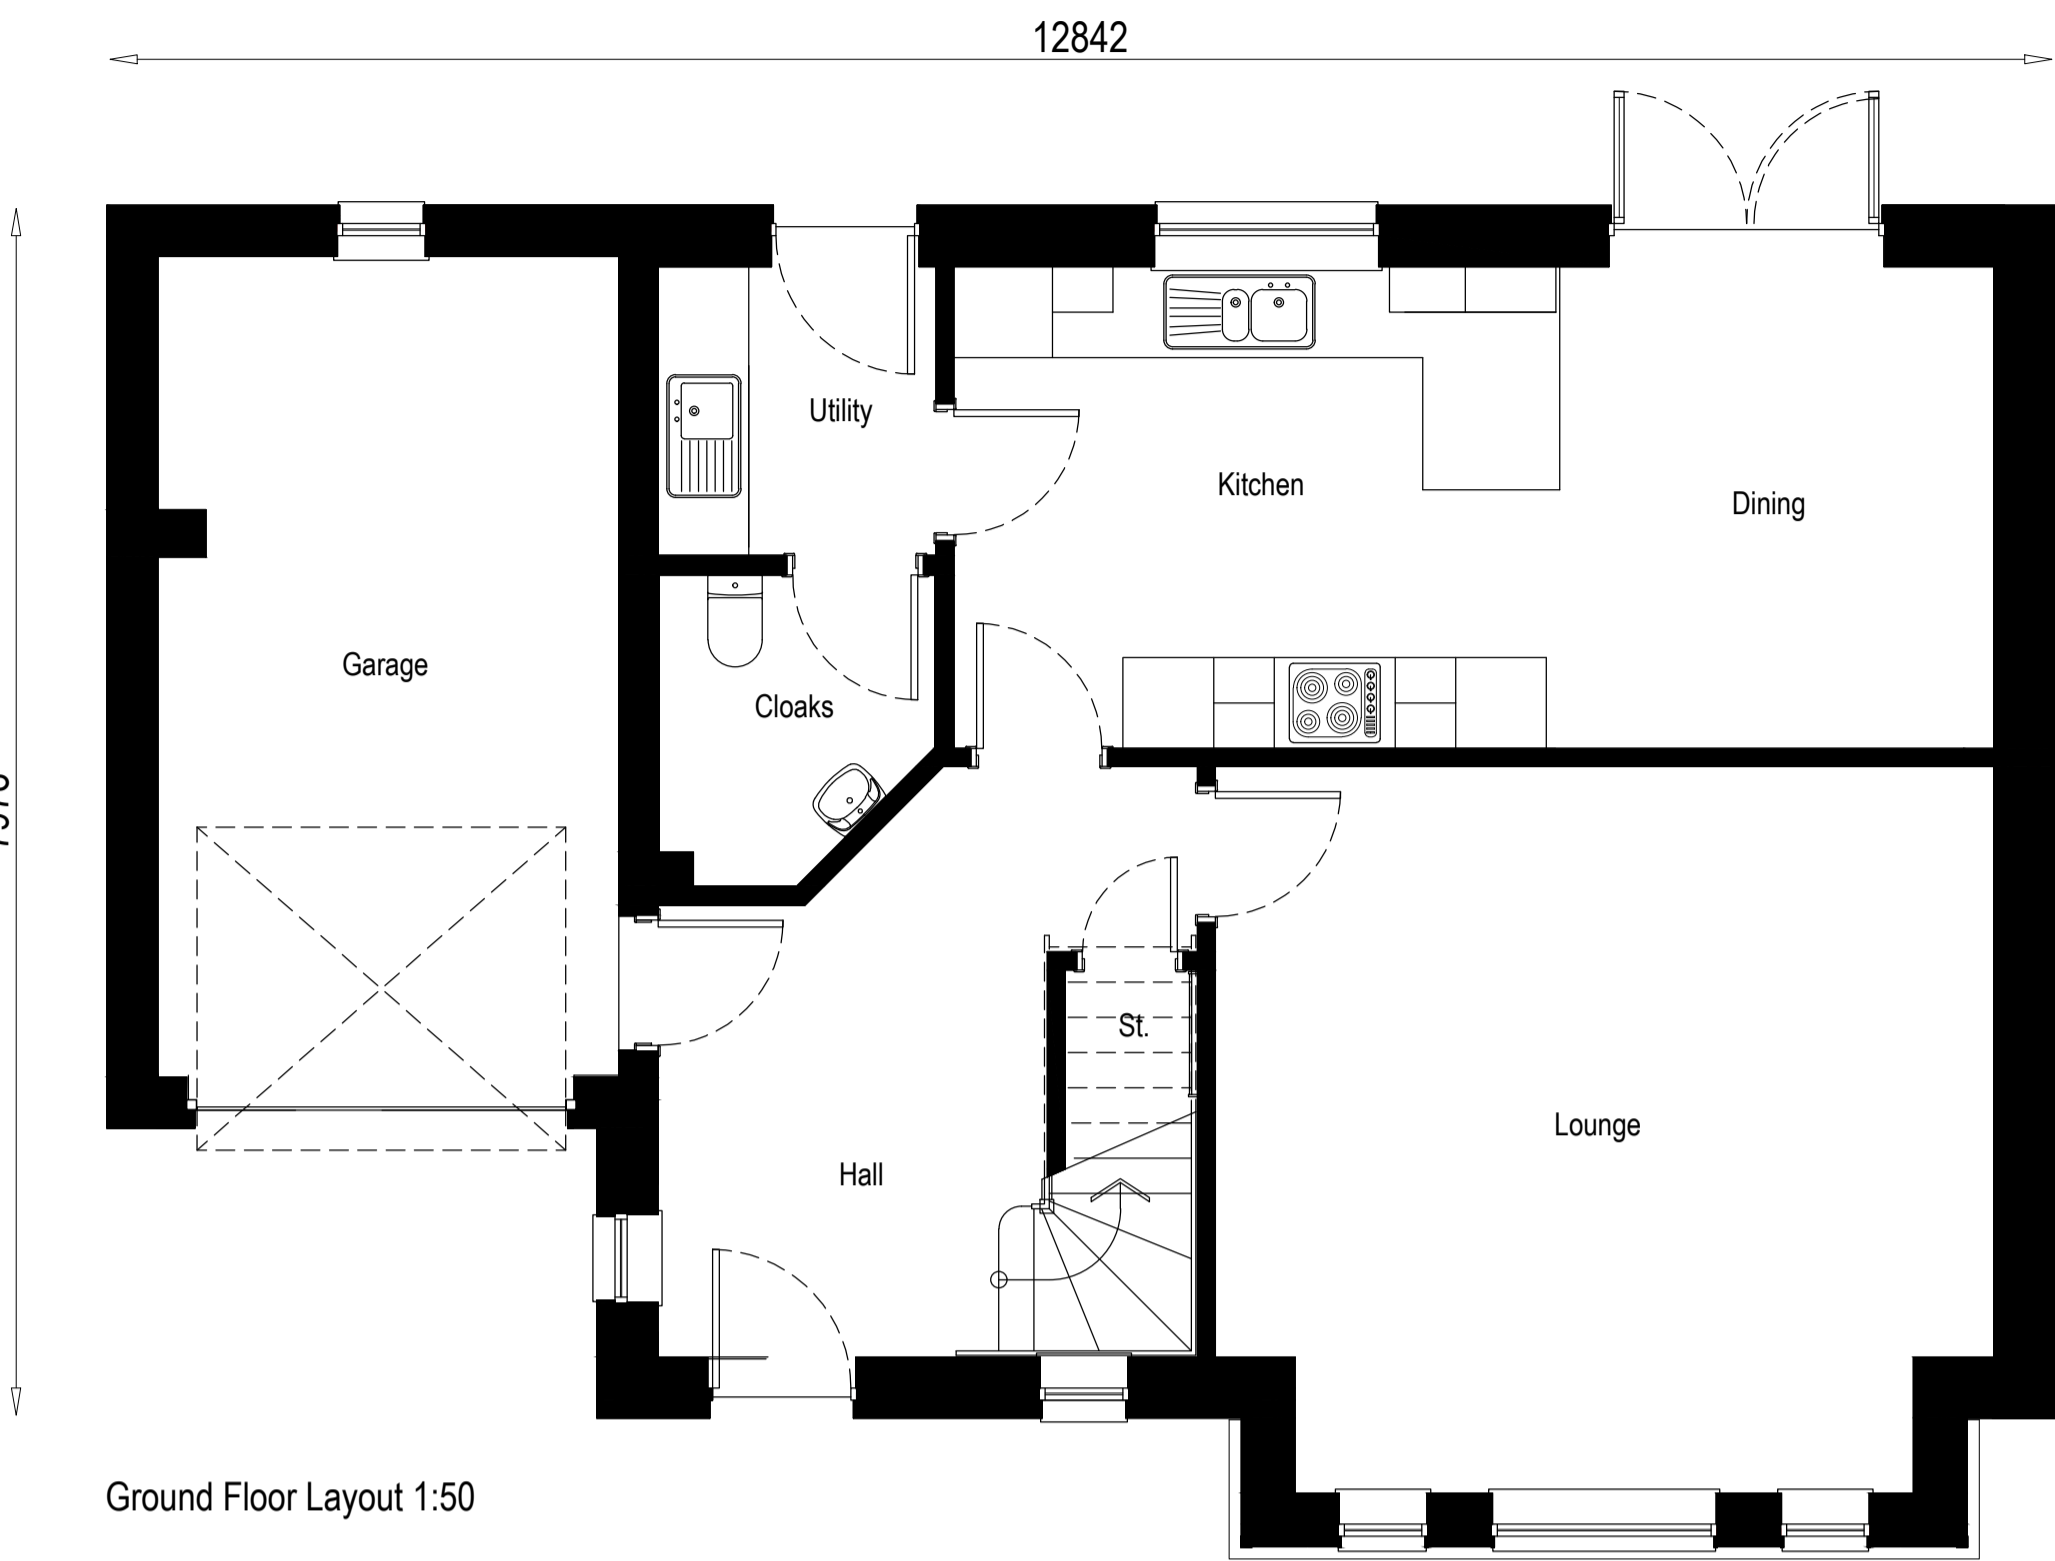 12842
Utility
Kitchen
Dining
Garage
Cloaks
St.
Lounge
Hall
Ground Floor Layout 1:50